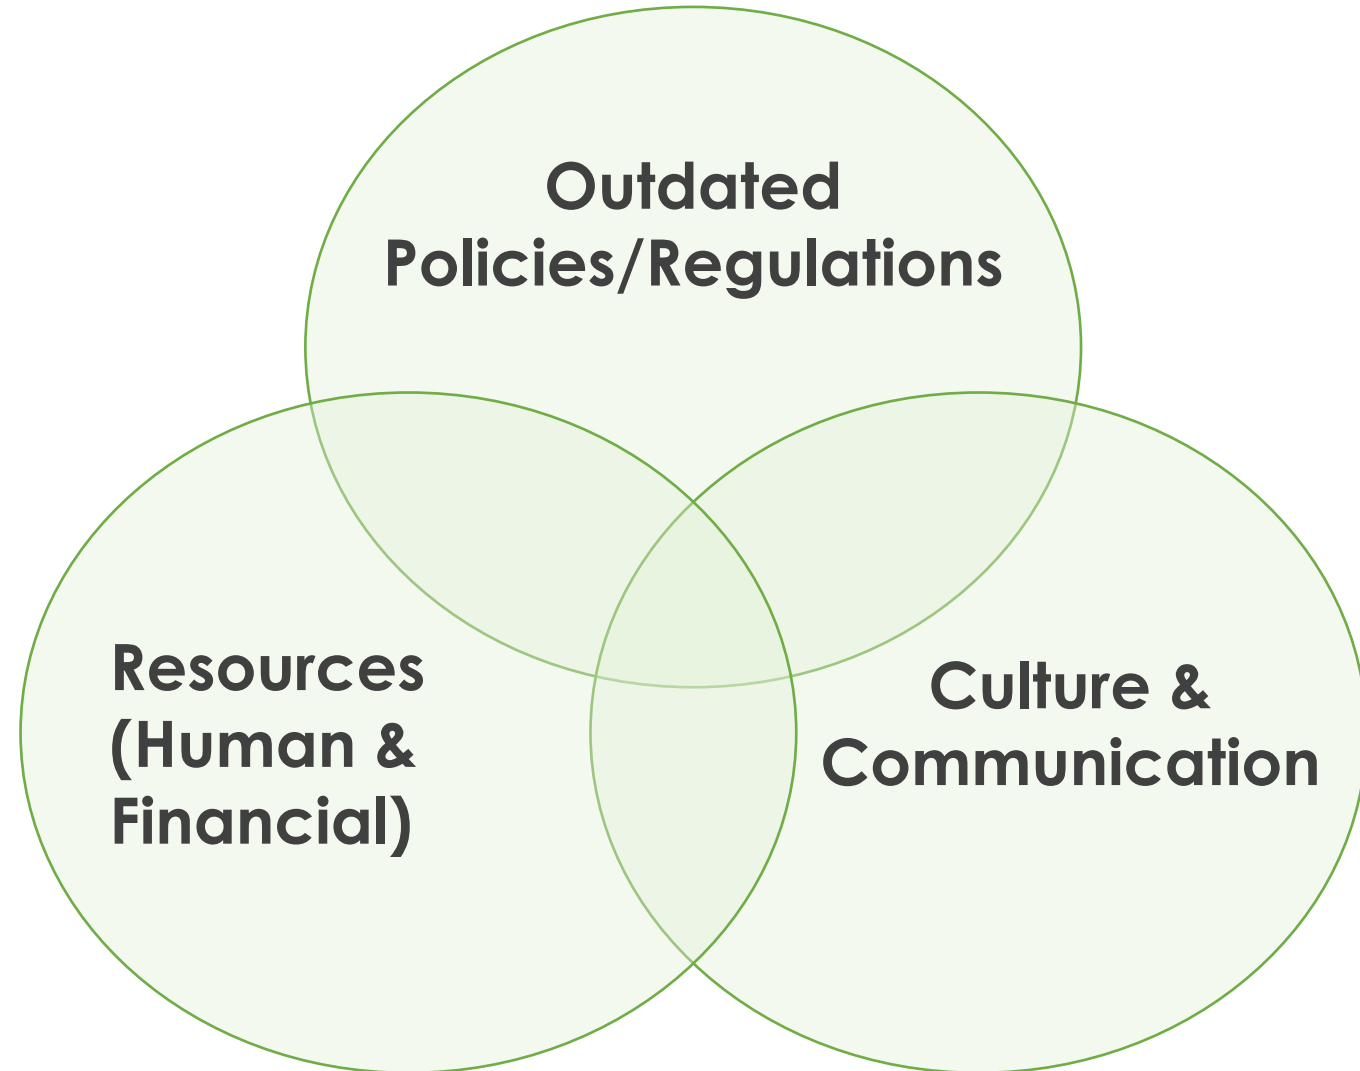 Outdated
Policies/Regulations
Resources
(Human &
Financial)
Culture &
Communication